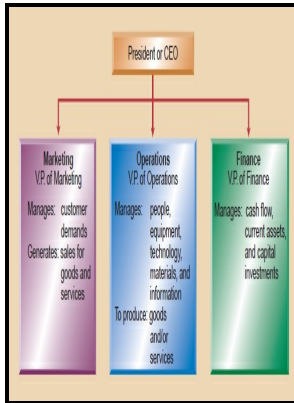 President or CEO
Marketing
V.P. of Marketing
Manages: customer
demands
Generates: sales for
goods and
services
Operations
V.P. of Operations
Manages: people,
equipment,
technology,
materials, and
information
To produce: goods
and/or
services
Finance
V.P. of Finance
Manages: cash flow,
current assets,
and capital
investments